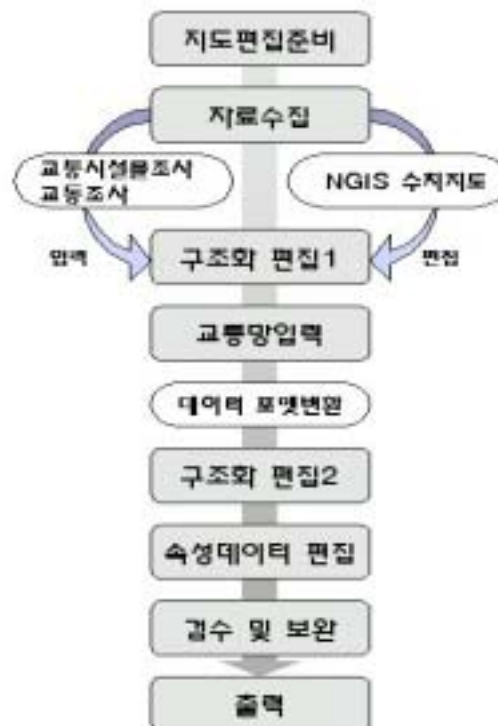 지도편집준비
자료수집
교통시설물조사
교통조사
NGIS 수치지도
입력
구조화 편집1
편집
교통망입력
데이터 포맷변환
구조화 편집2
속성데이터 편집
검수 및 보완
출력